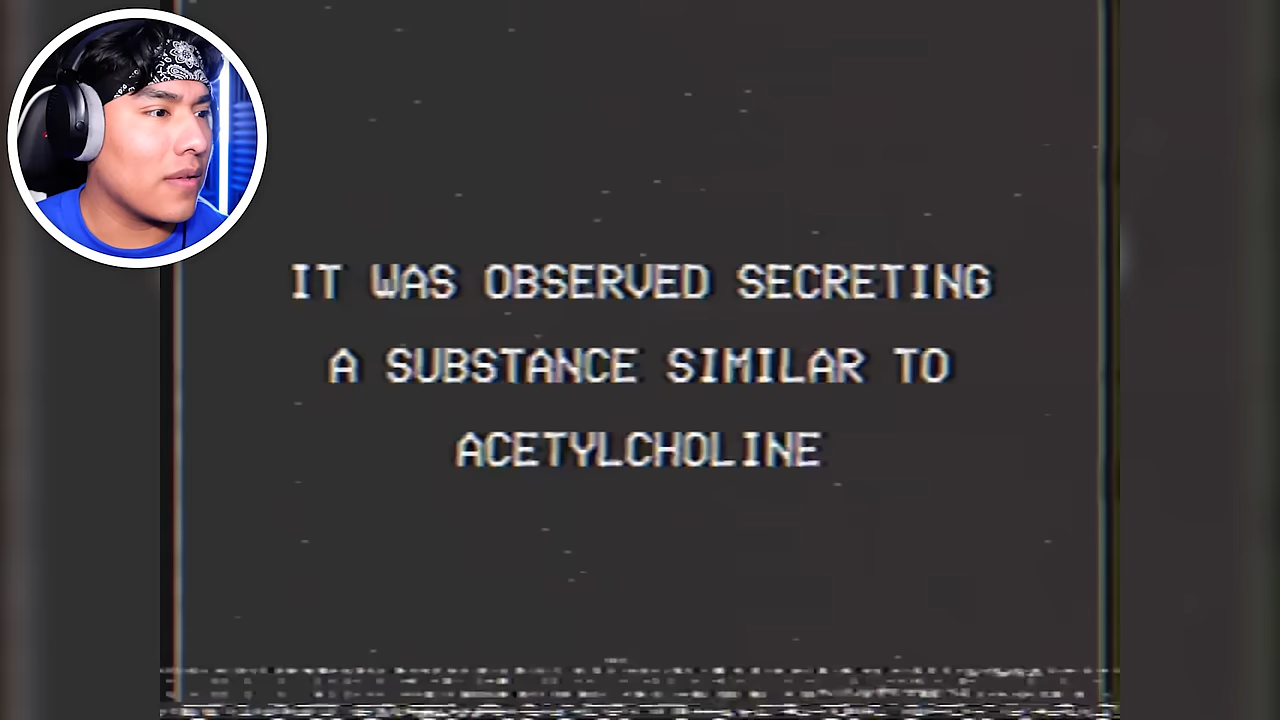 IT WAS OBSERVED SECRETING
A SUBSTANCE SIMILAR TO
ACETYLCHOLINE